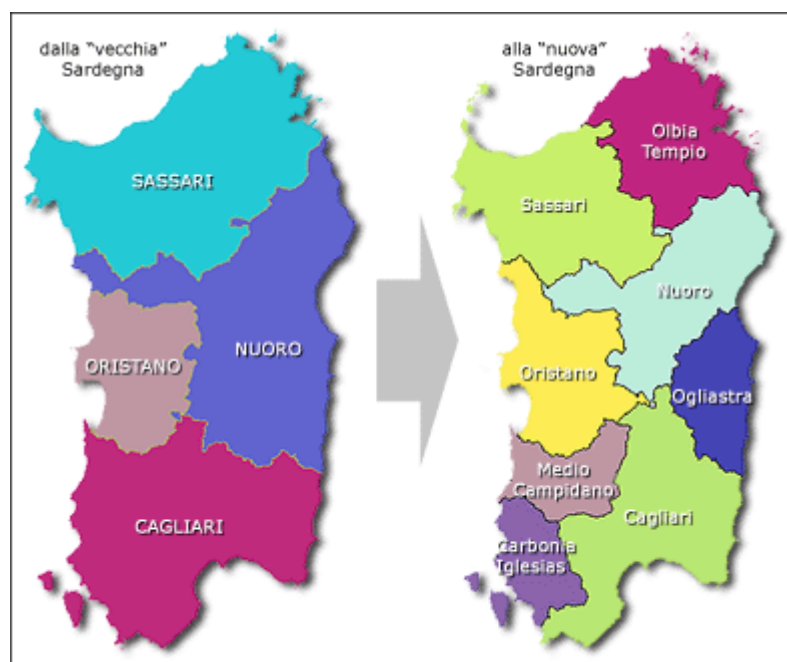 dalla "vecchia"
Sardegna
SASSARI
NUORO
ORISTANO
CAGLIARI
alla "nuova"
Sardegna
Olbia
Tempio
Sassari
Nuoro
Oristano
Ogliastra
Medio
Campidano
Cagliari
Carbonia
Iglesias